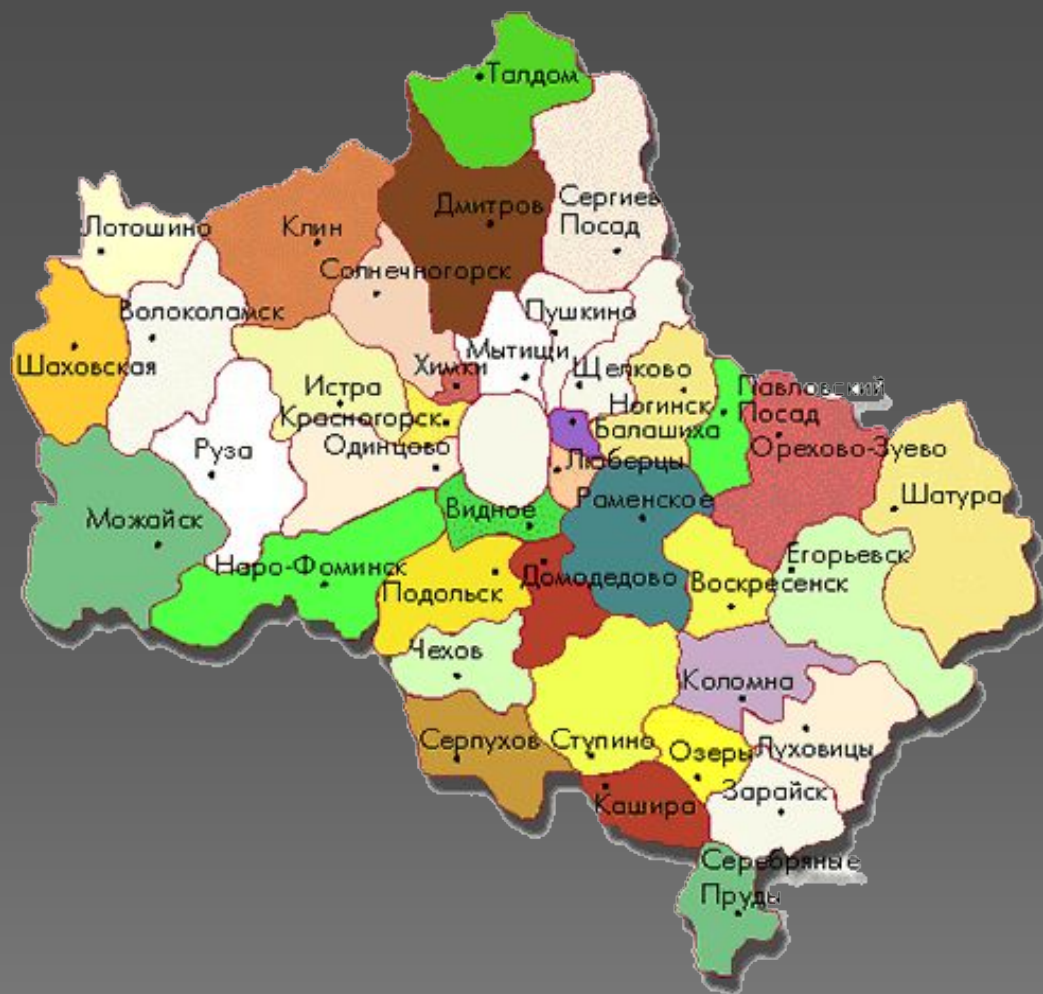 Талдом
Сергиев
Посад
Дмитров
Лотошино
Клин
Солнечногорск
Волоколамск
Пушкино
Мытищи
Химки
Щелково
Шаховская
Истра
Павловский
Посад
Ногинск
Красногорск
Балашиха
Одинцово
Орехово-Зуево
Руза
Люберцы
Шатура
Раменское
Видное
Можайск
Егорьевск
Наро-Фоминск
Домодедово
Воскресенск
Подольск
Чехов
Коломна
Серпухов
Ступино
Озеры
Луховицы
Зарайск
Кашира
Серебряные
Пруды